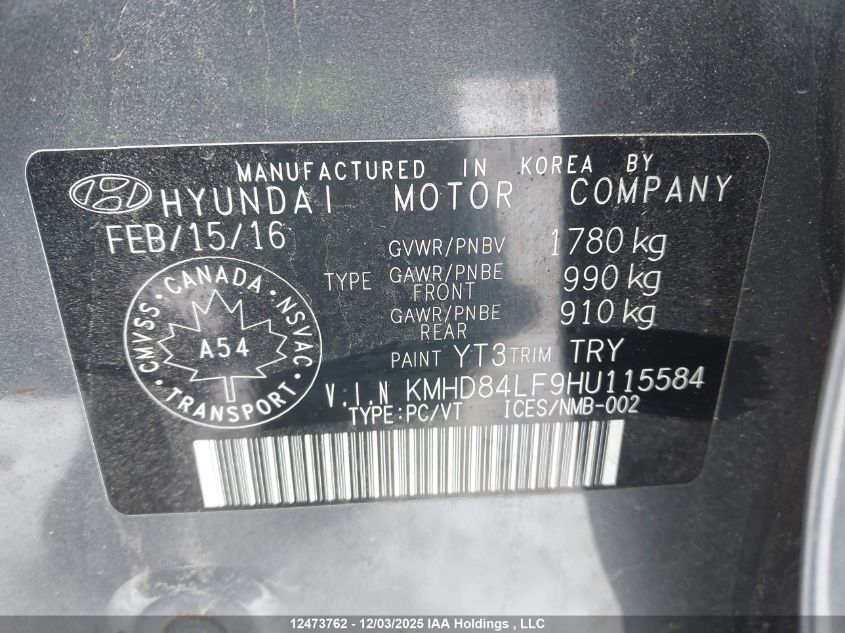 MANUFACTURED IN KOREA BY
HYUNDAI MOTOR COMPANY
FEB/15/16
GVWR/PNBV 1780 kg
TYPE GAWR/PNBE FRONT 990 kg
GAWR/PNBE REAR 910 kg
PAINT YT3 TRIM TRY
CMVSS · CANADA · NSVAC · TRANSPORT ·
A54
V.I.N KMHD84LF9HU115584
TYPE:PC/VT ICES/NMB-002
12473762 - 12/03/2025 IAA Holdings , LLC